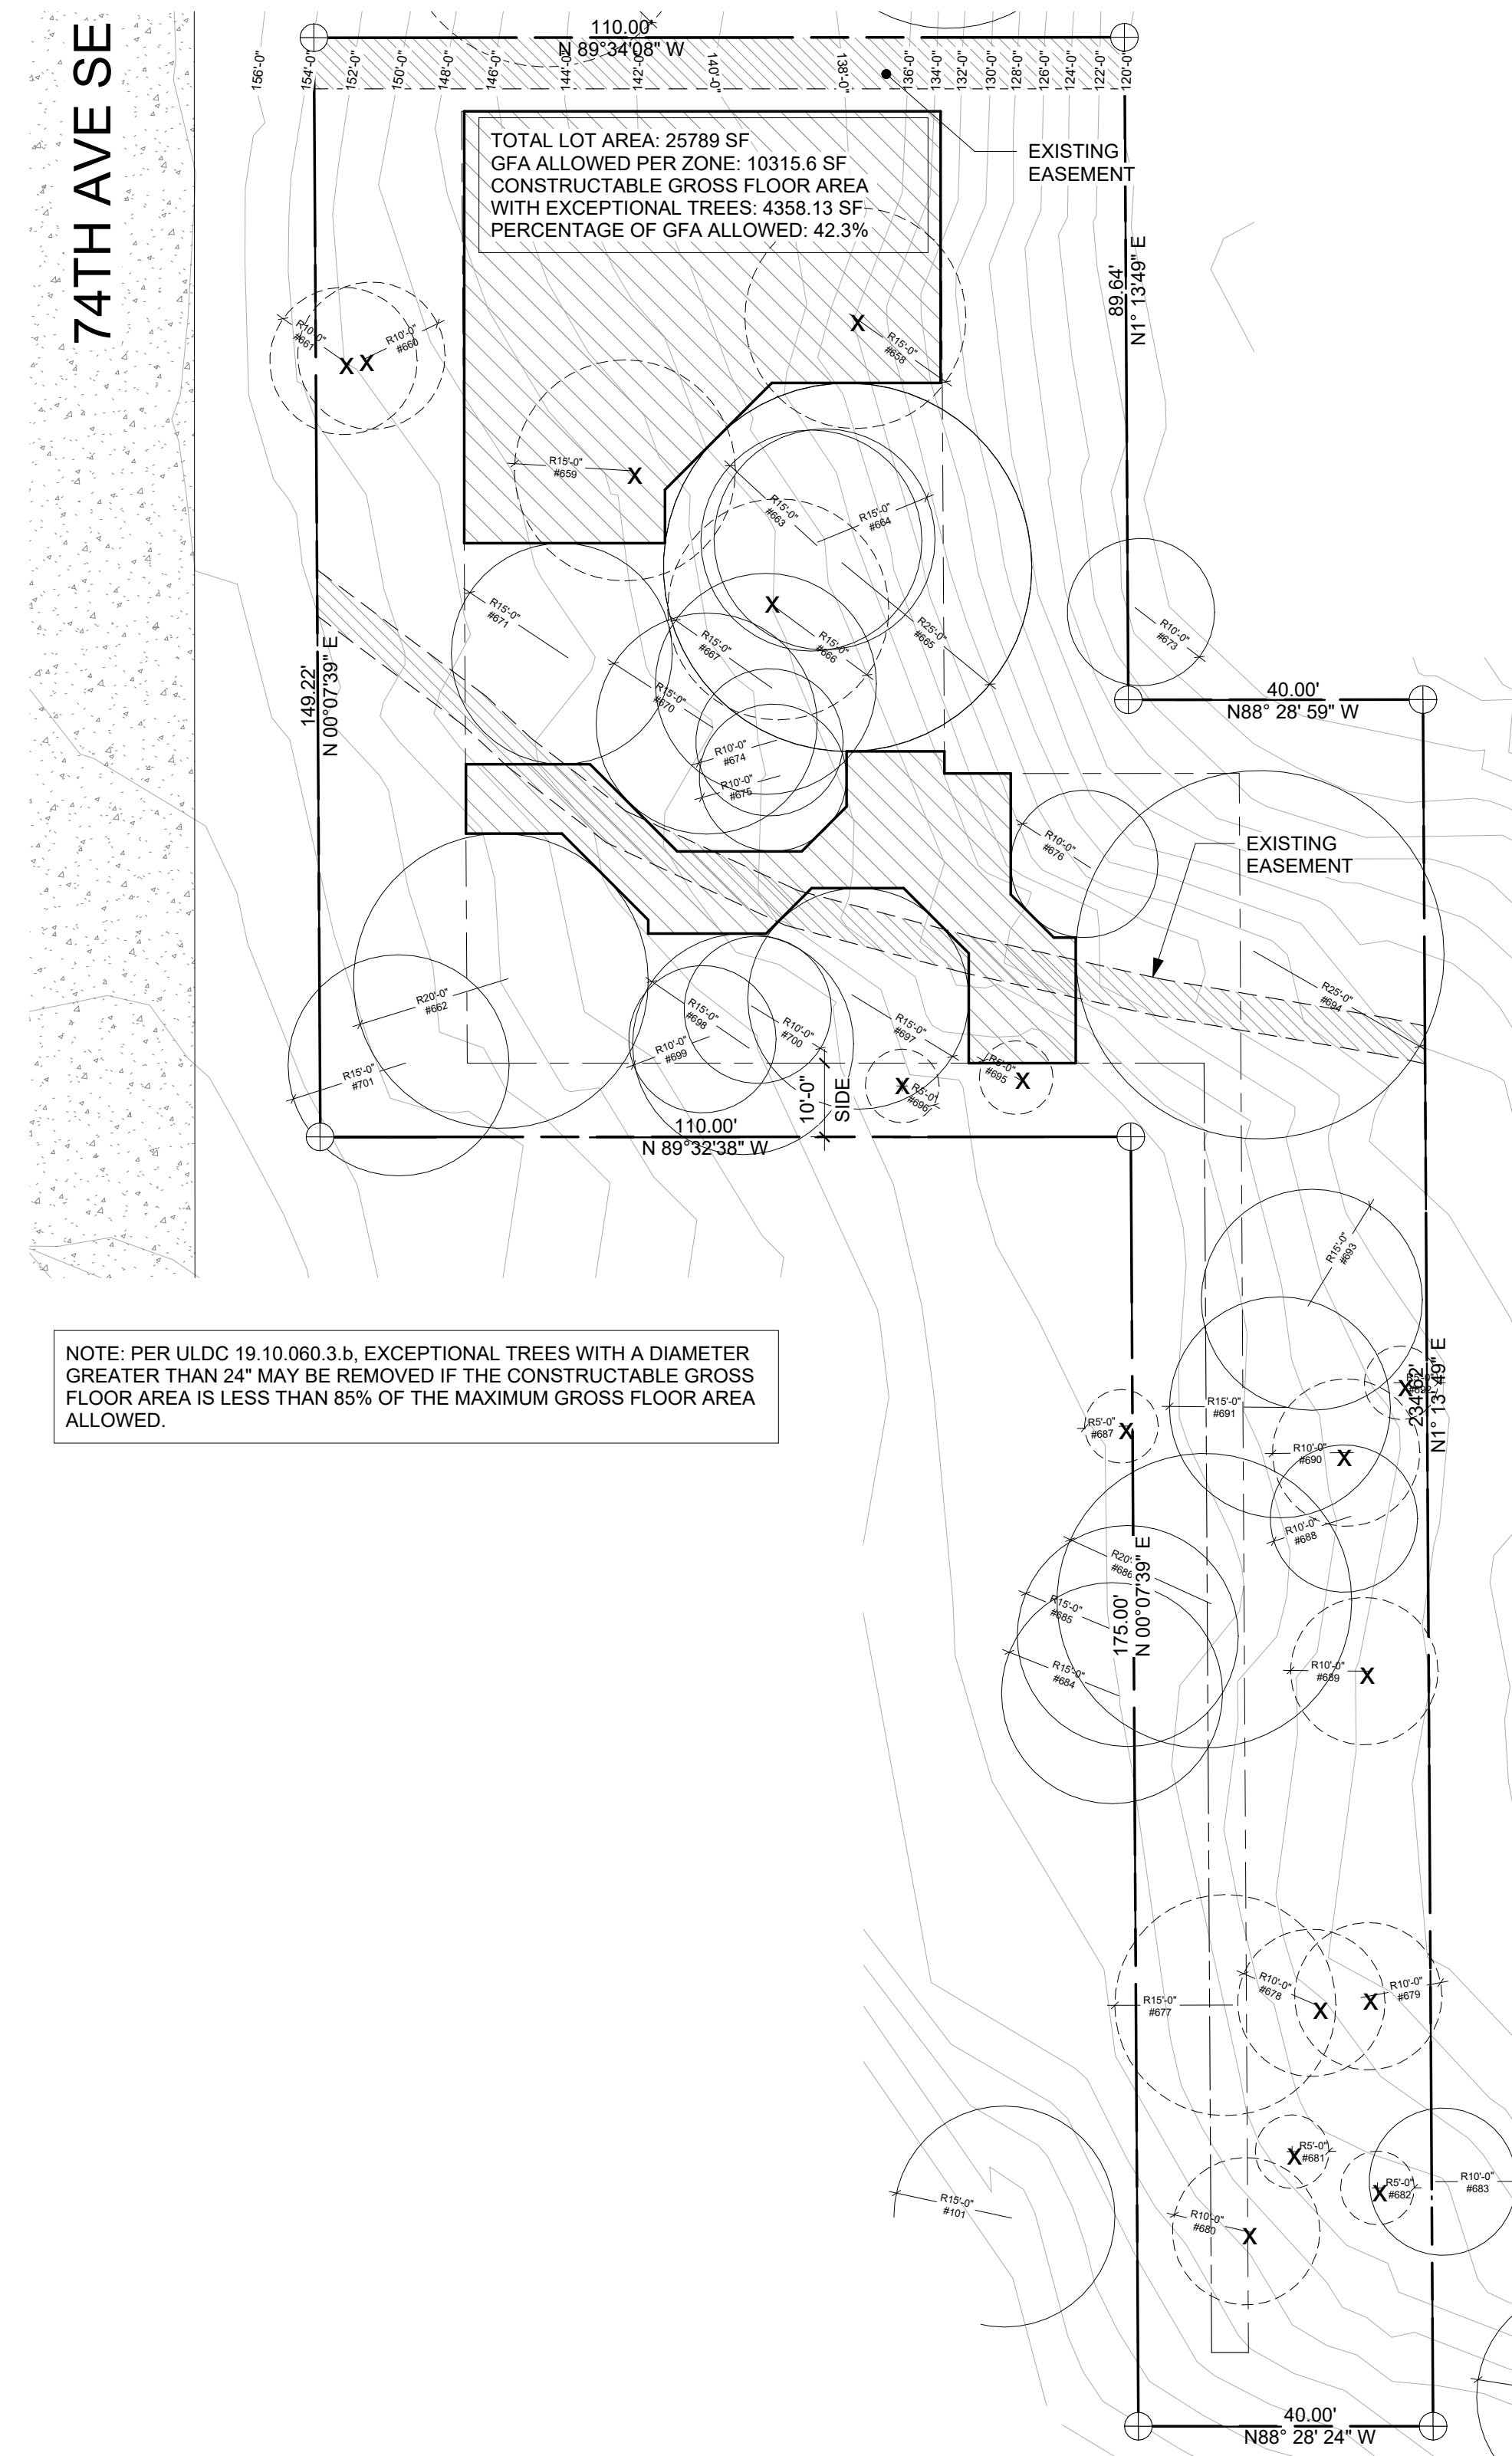 74TH AVE SE
110.00'
N 89°34'08" W
156'-0"
154'-0"
152'-0"
150'-0"
148'-0"
146'-0"
144'-0"
142'-0"
140'-0"
138'-0"
136'-0"
134'-0"
132'-0"
130'-0"
128'-0"
126'-0"
124'-0"
122'-0"
120'-0"
TOTAL LOT AREA: 25789 SF
GFA ALLOWED PER ZONE: 10315.6 SF
CONSTRUCTABLE GROSS FLOOR AREA
WITH EXCEPTIONAL TREES: 4358.13 SF
PERCENTAGE OF GFA ALLOWED: 42.3%
EXISTING
EASEMENT
89.64'
N1° 13'49" E
R10'-0"
#661
R10'-0"
#660
X
X
X
R15'-0"
#658
R15'-0"
#659
X
R15'-0"
#663
R15'-0"
#664
R15'-0"
#671
X
R15'-0"
#667
R15'-0"
#666
R25'-0"
#665
R10'-0"
#673
149.22'
N 00°07'39" E
R15'-0"
#670
40.00'
N88° 28' 59" W
R10'-0"
#674
R10'-0"
#675
R10'-0"
#676
EXISTING
EASEMENT
R20'-0"
#662
R15'-0"
#698
R10'-0"
#700
R15'-0"
#697
R25'-0"
#694
R10'-0"
#699
R15'-0"
#701
10'-0"
SIDE
X
R5'-0"
#696
R5'-0"
#695
X
110.00'
N 89°32'38" W
R15'-0"
#693
NOTE: PER ULDC 19.10.060.3.b, EXCEPTIONAL TREES WITH A DIAMETER
GREATER THAN 24" MAY BE REMOVED IF THE CONSTRUCTABLE GROSS
FLOOR AREA IS LESS THAN 85% OF THE MAXIMUM GROSS FLOOR AREA
ALLOWED.
X
234.62'
N1° 13' 49" E
R15'-0"
#691
R5'-0"
#687
X
R10'-0"
#690
X
R10'-0"
#688
R20'
#686
R15'-0"
#685
175.00'
N 00°07'39" E
R15'-0"
#684
R10'-0"
#689
X
R15'-0"
#677
R10'-0"
#678
X
X
R10'-0"
#679
X
R5'-0"
#681
X
R5'-0"
#682
R10'-0"
#683
R15'-0"
#101
R10'-0"
#680
X
40.00'
N88° 28' 24" W